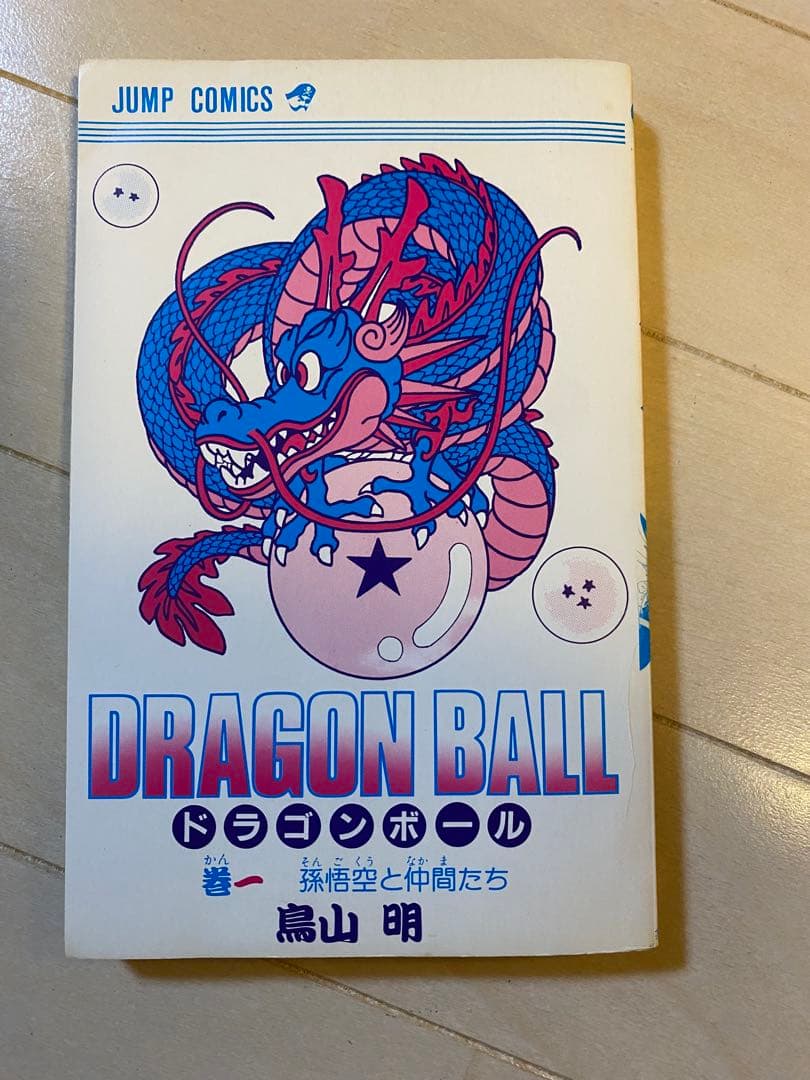 JUMP COMICS
DRAGON BALL
ドラゴンボール
かん そんごくう なかま
巻一 孫悟空と仲間たち
鳥山 明